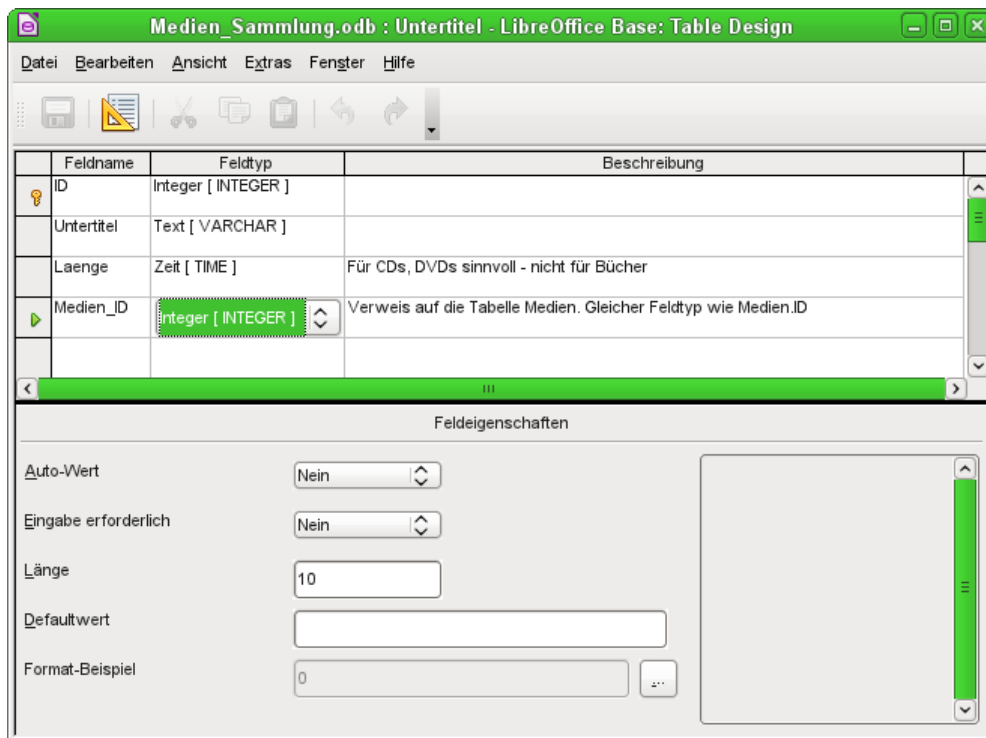 Medien_Sammlung.odb : Untertitel - LibreOffice Base: Table Design
Datei Bearbeiten Ansicht Extras Fenster Hilfe
Feldname Feldtyp Beschreibung
ID Integer [ INTEGER ]
Untertitel Text [ VARCHAR ]
Laenge Zeit [ TIME ] Für CDs, DVDs sinnvoll - nicht für Bücher
Medien_ID Integer [ INTEGER ] Verweis auf die Tabelle Medien. Gleicher Feldtyp wie Medien.ID
Feldeigenschaften
Auto-Wert Nein
Eingabe erforderlich Nein
Länge 10
Defaultwert
Format-Beispiel 0 ...